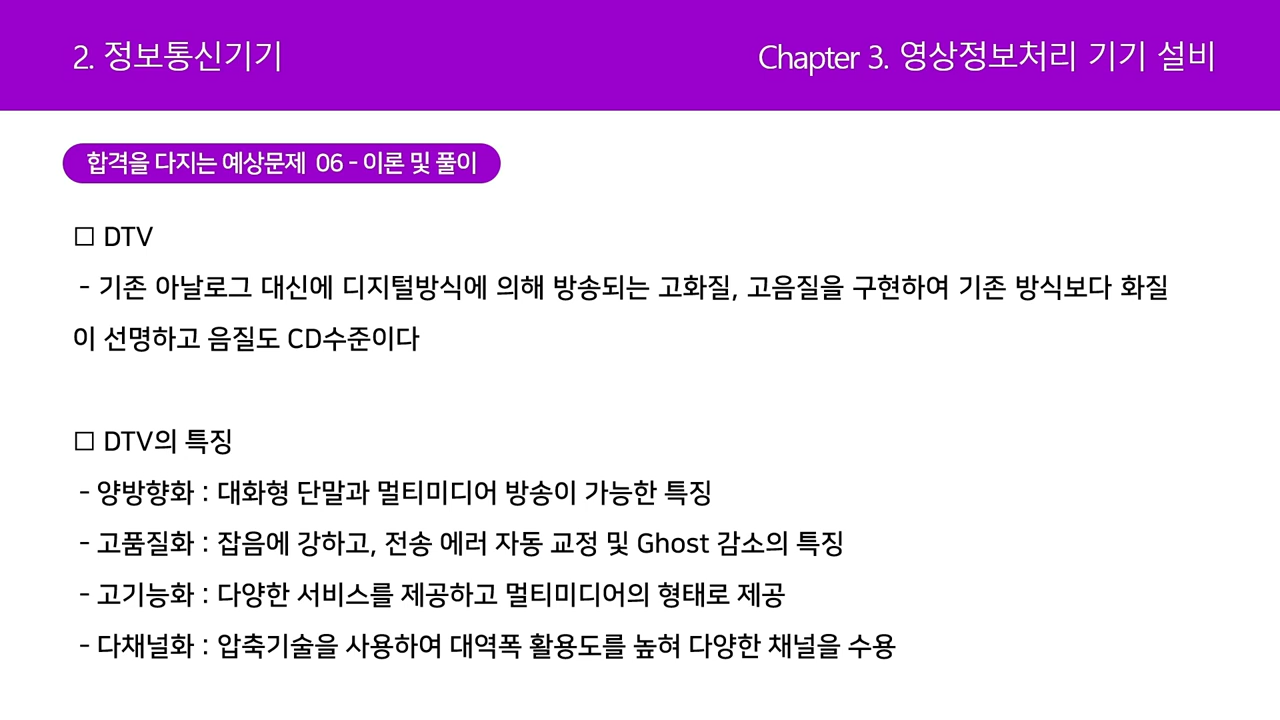 2. 정보통신기기
Chapter 3. 영상정보처리 기기 설비
합격을 다지는 예상문제 06 - 이론 및 풀이
□ DTV
- 기존 아날로그 대신에 디지털방식에 의해 방송되는 고화질, 고음질을 구현하여 기존 방식보다 화질
이 선명하고 음질도 CD수준이다
□ DTV의 특징
- 양방향화 : 대화형 단말과 멀티미디어 방송이 가능한 특징
- 고품질화 : 잡음에 강하고, 전송 에러 자동 교정 및 Ghost 감소의 특징
- 고기능화 : 다양한 서비스를 제공하고 멀티미디어의 형태로 제공
- 다채널화 : 압축기술을 사용하여 대역폭 활용도를 높혀 다양한 채널을 수용